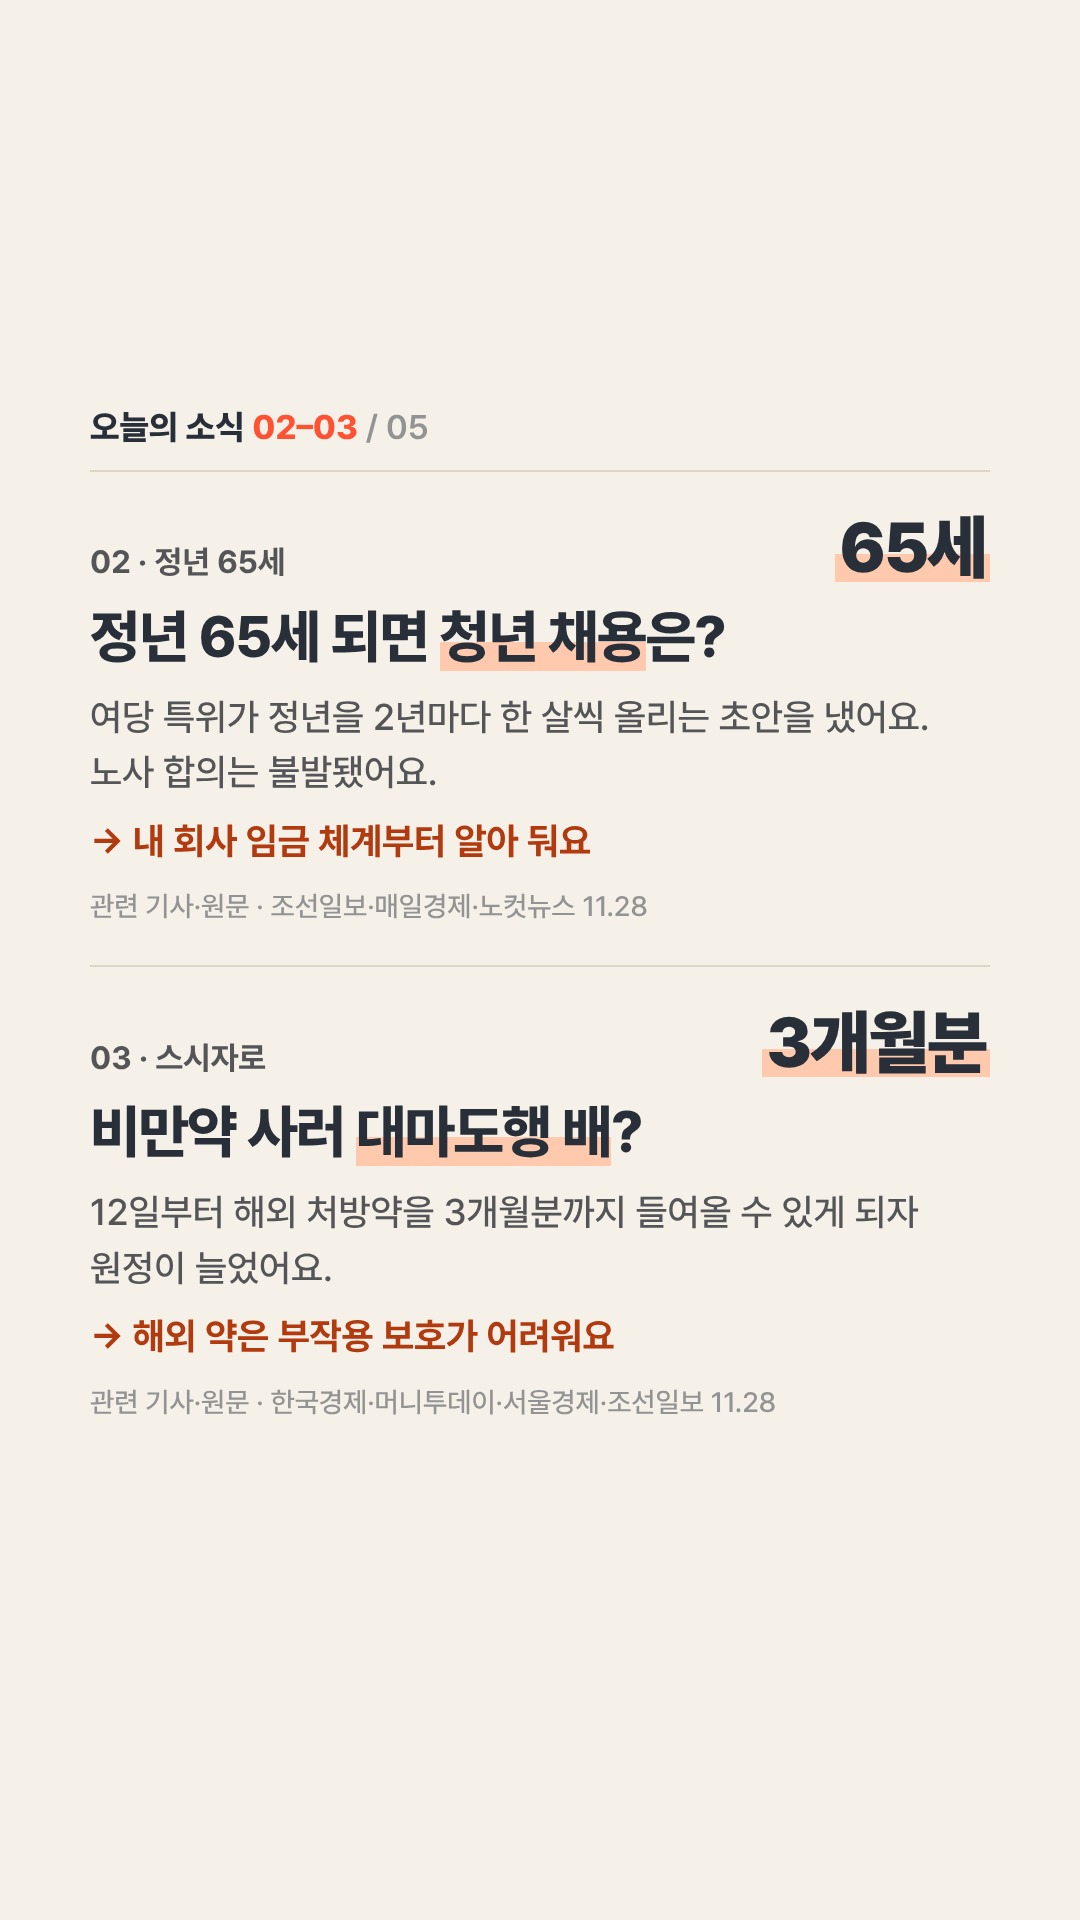 오늘의 소식 02–03 / 05
02 · 정년 65세
65세
정년 65세 되면 청년 채용은?
여당 특위가 정년을 2년마다 한 살씩 올리는 초안을 냈어요.
노사 합의는 불발됐어요.
→ 내 회사 임금 체계부터 알아 둬요
관련 기사·원문 · 조선일보·매일경제·노컷뉴스 11.28
03 · 스시자로
3개월분
비만약 사러 대마도행 배?
12일부터 해외 처방약을 3개월분까지 들여올 수 있게 되자
원정이 늘었어요.
→ 해외 약은 부작용 보호가 어려워요
관련 기사·원문 · 한국경제·머니투데이·서울경제·조선일보 11.28